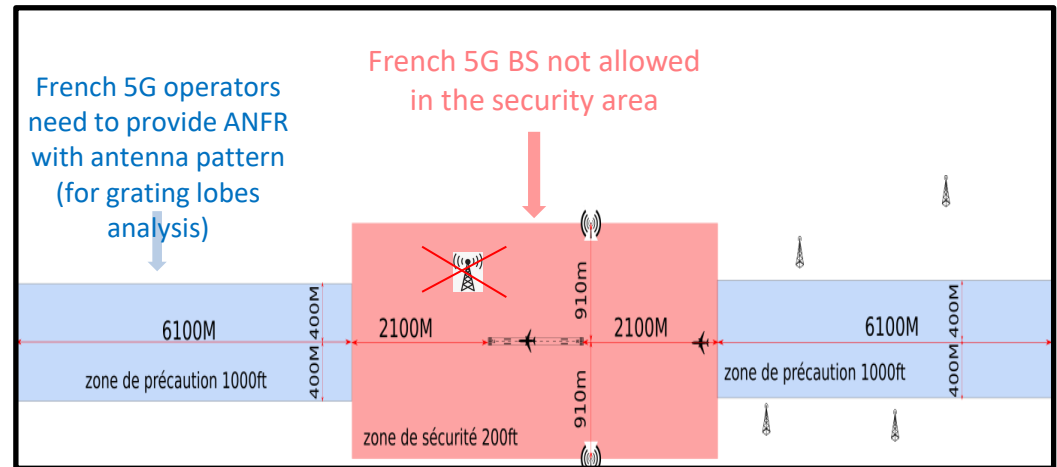 French 5G operators
need to provide ANFR
with antenna pattern
(for grating lobes
analysis)
French 5G BS not allowed
in the security area
6100M
400M
400M
zone de précaution 1000ft
2100M
910m
2100M
910m
zone de sécurité 200ft
400M
6100M
400M
zone de précaution 1000ft